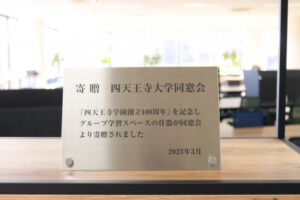 寄贈 四天王寺大学同窓会
「四天王寺学園創立100周年」を記念し
グループ学習スペースの什器が同窓会
より寄贈されました
2023年3月